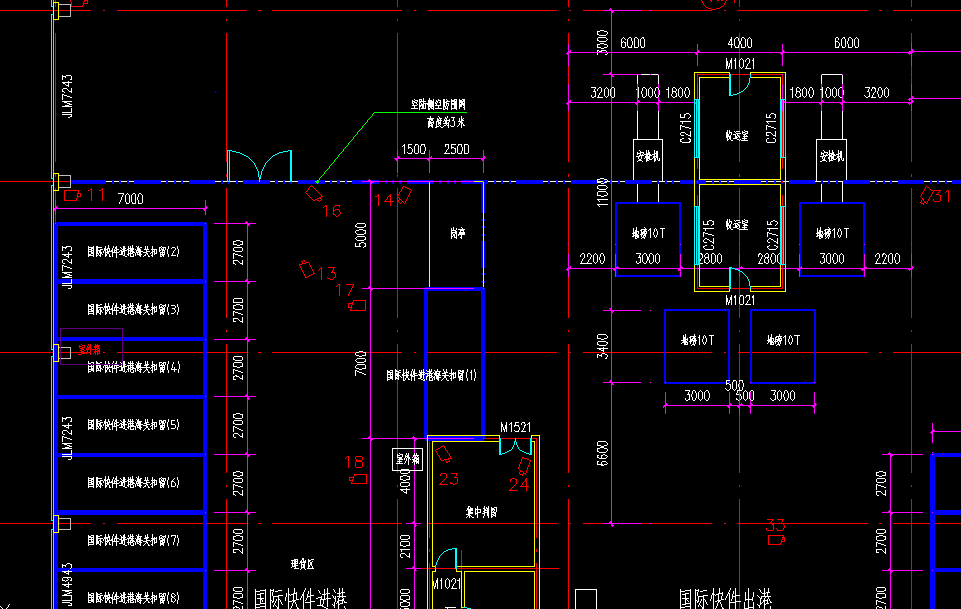 3000
6000
4000
6000
M1021
JLM7243
3200
1000
1800
1800
1000
3200
空陆侧空防围网
高度约3米
C2715
收运室
C2715
1500
2500
安检机
安检机
11
7000
16
14
11000
31
5000
岗亭
C2715
收运室
C2715
地磅10T
地磅10T
JLM7243
国际快件进港海关扣留(2)
2700
2200
3000
2800
2800
3000
2200
13
17
M1021
国际快件进港海关扣留(3)
2700
室外箱
国际快件进港海关扣留(4)
2700
7000
国际快件进港海关扣留(1)
3400
地磅10T
地磅10T
500
3000
500
3000
JLM7243
国际快件进港海关扣留(5)
2700
M1521
18
室外箱
4000
23
24
6600
国际快件进港海关扣留(6)
2700
2700
集中判图
33
国际快件进港海关扣留(7)
2700
2100
2700
理货区
JLM4943
M1021
国际快件进港海关扣留(8)
国际快件进港
国际快件出港